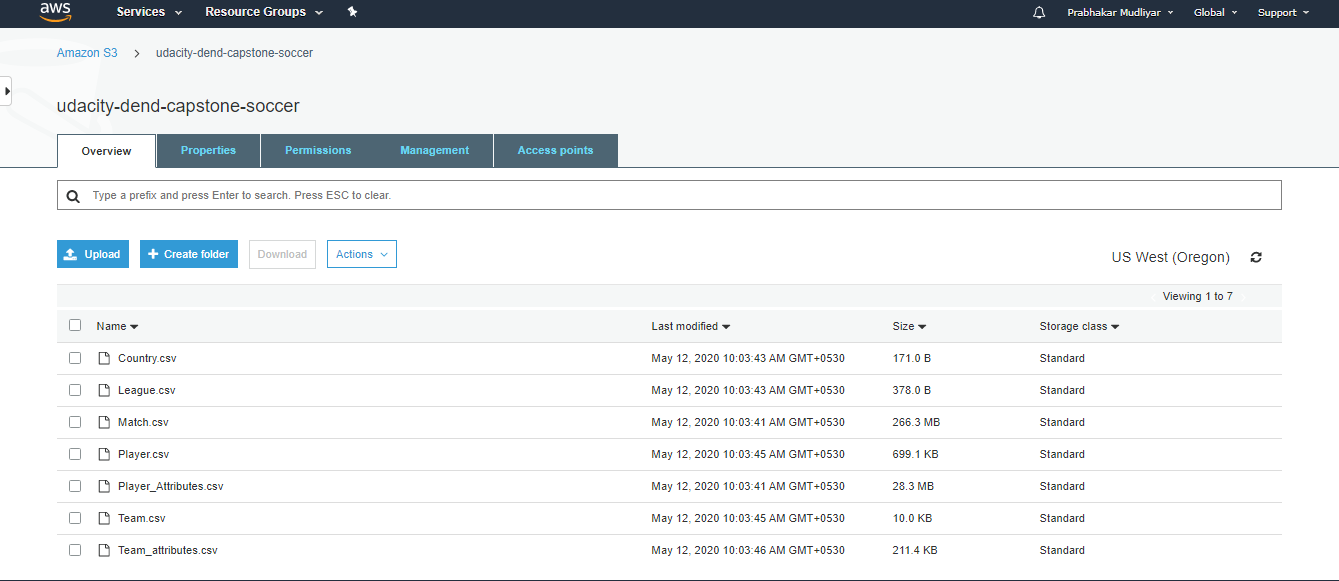 aws Services Resource Groups Prabhakar Mudliyar Global Support
Amazon S3 > udacity-dend-capstone-soccer
udacity-dend-capstone-soccer
Overview Properties Permissions Management Access points
Type a prefix and press Enter to search. Press ESC to clear.
Upload + Create folder Download Actions US West (Oregon)
Viewing 1 to 7
Name Last modified Size Storage class
Country.csv May 12, 2020 10:03:43 AM GMT+0530 171.0 B Standard
League.csv May 12, 2020 10:03:43 AM GMT+0530 378.0 B Standard
Match.csv May 12, 2020 10:03:41 AM GMT+0530 266.3 MB Standard
Player.csv May 12, 2020 10:03:45 AM GMT+0530 699.1 KB Standard
Player_Attributes.csv May 12, 2020 10:03:41 AM GMT+0530 28.3 MB Standard
Team.csv May 12, 2020 10:03:45 AM GMT+0530 10.0 KB Standard
Team_attributes.csv May 12, 2020 10:03:46 AM GMT+0530 211.4 KB Standard